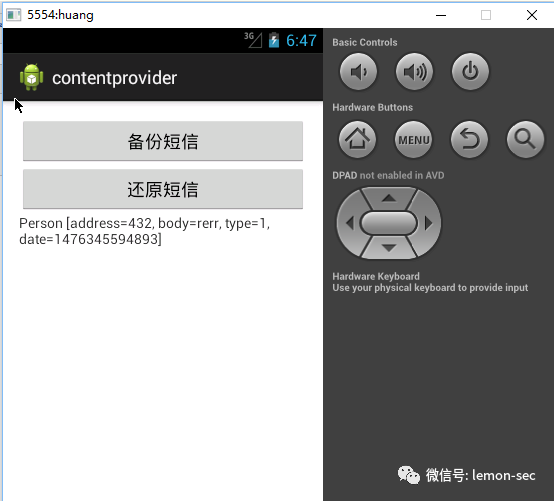 5554:huang
3G 6:47
contentprovider
备份短信
还原短信
Person [address=432, body=rerr, type=1,
date=1476345594893]
Basic Controls
Hardware Buttons
MENU
DPAD not enabled in AVD
Hardware Keyboard
Use your physical keyboard to provide input
微信号: lemon-sec